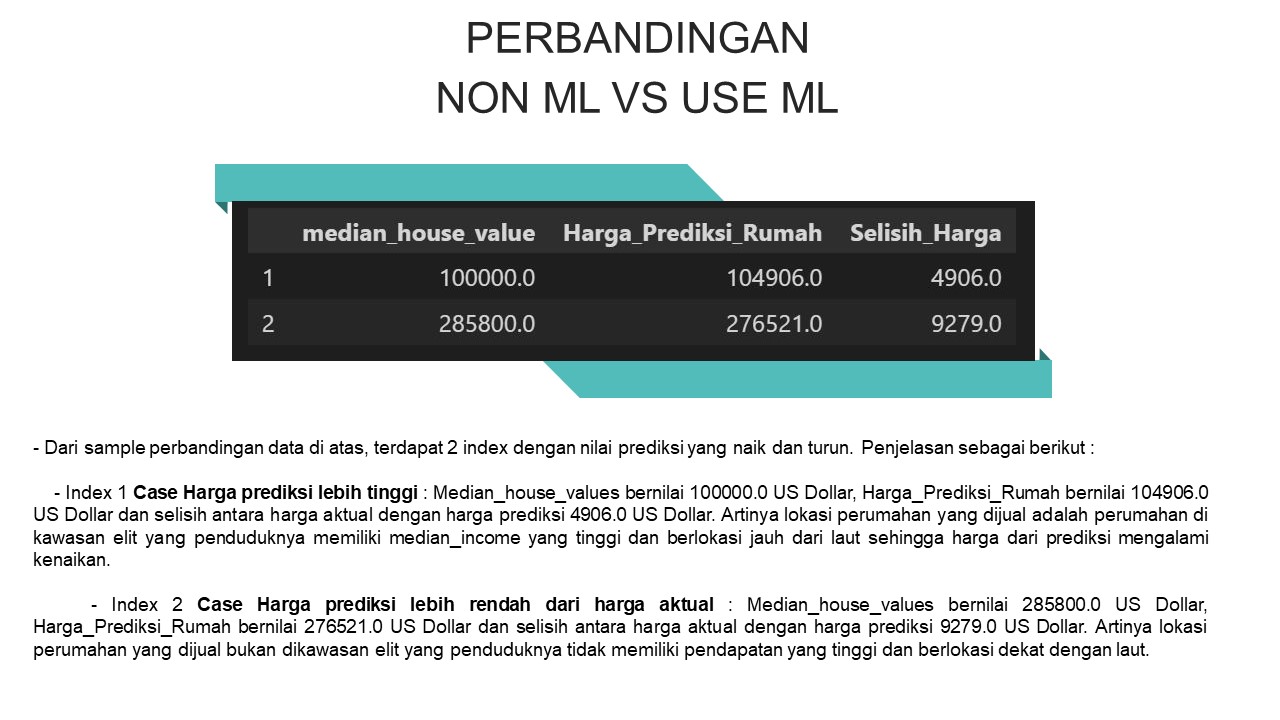 PERBANDINGAN
NON ML VS USE ML
median_house_value Harga_Prediksi_Rumah Selisih_Harga
1 100000.0 104906.0 4906.0
2 285800.0 276521.0 9279.0
- Dari sample perbandingan data di atas, terdapat 2 index dengan nilai prediksi yang naik dan turun. Penjelasan sebagai berikut :
- Index 1 Case Harga prediksi lebih tinggi : Median_house_values bernilai 100000.0 US Dollar, Harga_Prediksi_Rumah bernilai 104906.0
US Dollar dan selisih antara harga aktual dengan harga prediksi 4906.0 US Dollar. Artinya lokasi perumahan yang dijual adalah perumahan di
kawasan elit yang penduduknya memiliki median_income yang tinggi dan berlokasi jauh dari laut sehingga harga dari prediksi mengalami
kenaikan.
- Index 2 Case Harga prediksi lebih rendah dari harga aktual : Median_house_values bernilai 285800.0 US Dollar,
Harga_Prediksi_Rumah bernilai 276521.0 US Dollar dan selisih antara harga aktual dengan harga prediksi 9279.0 US Dollar. Artinya lokasi
perumahan yang dijual bukan dikawasan elit yang penduduknya tidak memiliki pendapatan yang tinggi dan berlokasi dekat dengan laut.